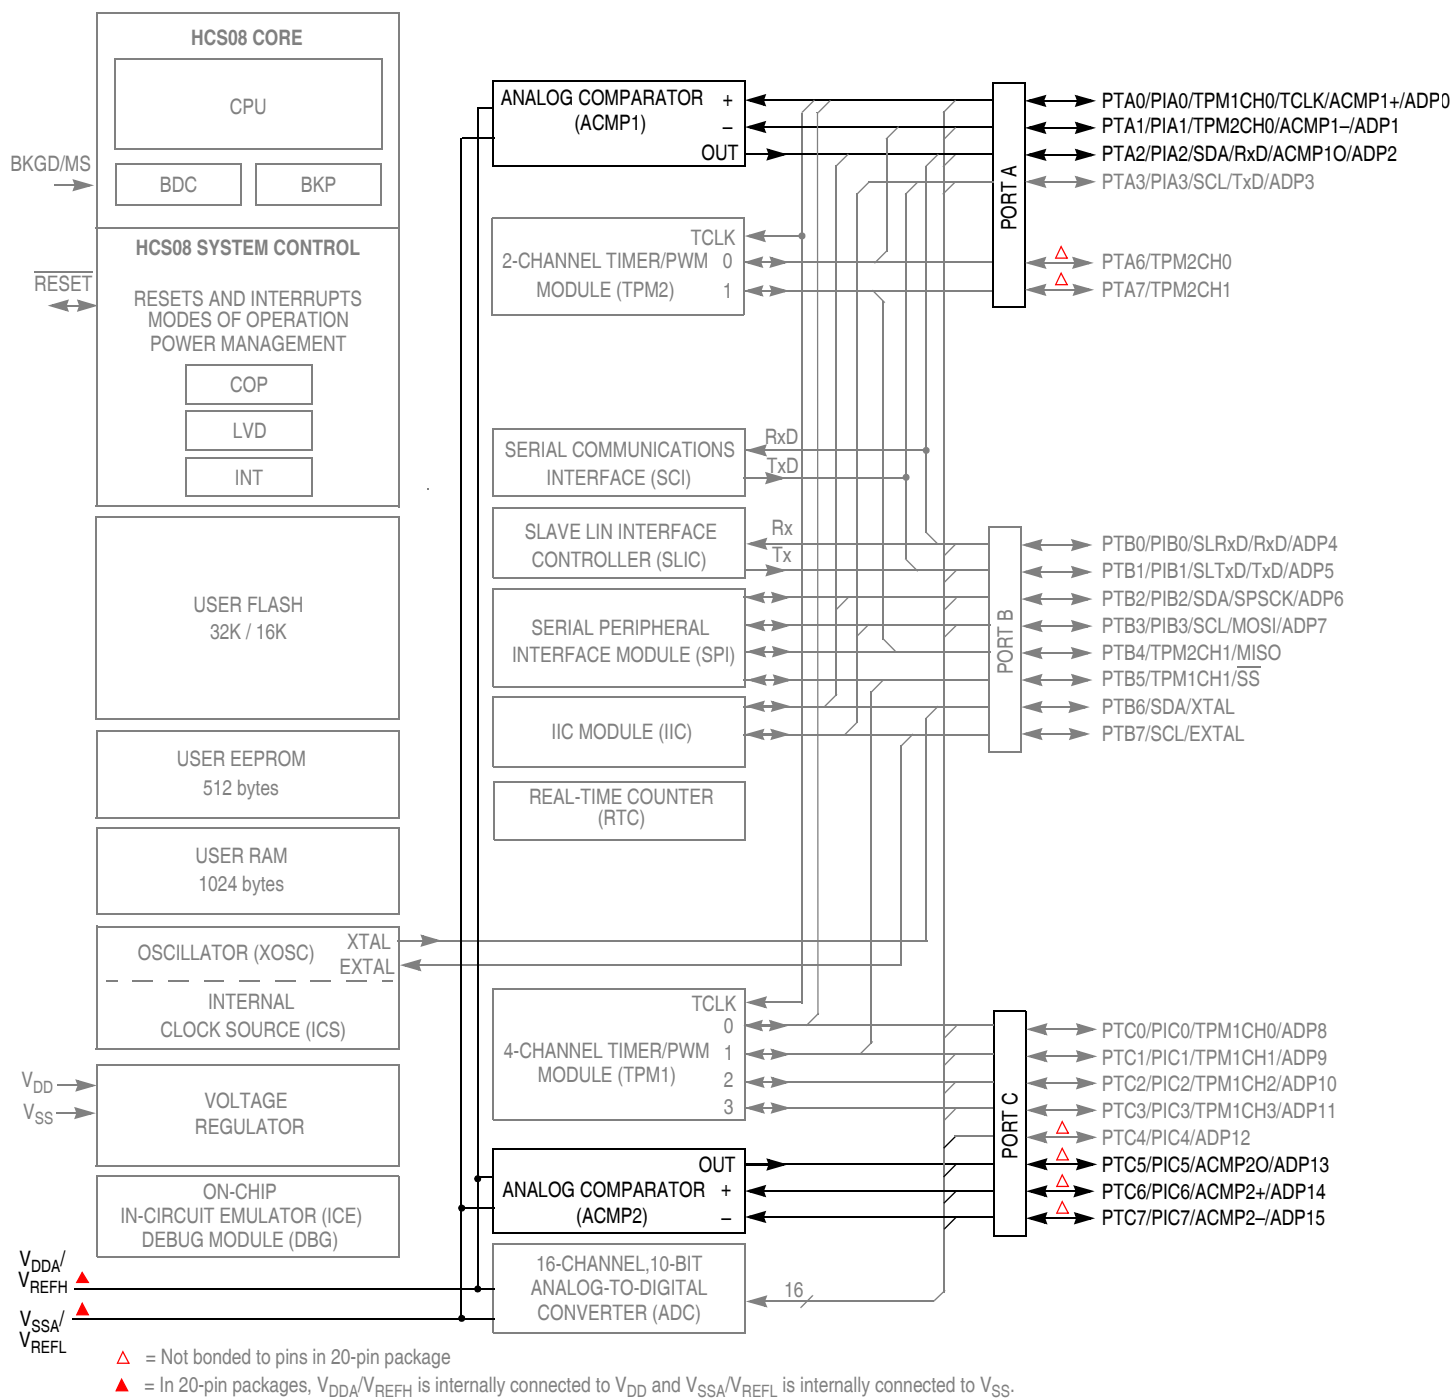 HCS08 CORE
CPU
BDC
BKP
BKGD/MS
HCS08 SYSTEM CONTROL
RESET
RESETS AND INTERRUPTS
MODES OF OPERATION
POWER MANAGEMENT
COP
LVD
INT
USER FLASH
32K / 16K
USER EEPROM
512 bytes
USER RAM
1024 bytes
OSCILLATOR (XOSC)
XTAL
EXTAL
INTERNAL
CLOCK SOURCE (ICS)
VDD
VSS
VOLTAGE
REGULATOR
ON-CHIP
IN-CIRCUIT EMULATOR (ICE)
DEBUG MODULE (DBG)
VDDA/
VREFH
VSSA/
VREFL
ANALOG COMPARATOR +
(ACMP1)
–
OUT
TCLK
2-CHANNEL TIMER/PWM 0
MODULE (TPM2) 1
SERIAL COMMUNICATIONS
INTERFACE (SCI)
RxD
TxD
SLAVE LIN INTERFACE
CONTROLLER (SLIC)
Rx
Tx
SERIAL PERIPHERAL
INTERFACE MODULE (SPI)
IIC MODULE (IIC)
REAL-TIME COUNTER
(RTC)
TCLK
0
4-CHANNEL TIMER/PWM 1
MODULE (TPM1)
2
3
OUT
ANALOG COMPARATOR +
(ACMP2) –
16-CHANNEL,10-BIT
ANALOG-TO-DIGITAL
CONVERTER (ADC)
16
PORT A
PTA0/PIA0/TPM1CH0/TCLK/ACMP1+/ADP0
PTA1/PIA1/TPM2CH0/ACMP1–/ADP1
PTA2/PIA2/SDA/RxD/ACMP1O/ADP2
PTA3/PIA3/SCL/TxD/ADP3
PTA6/TPM2CH0
PTA7/TPM2CH1
PORT B
PTB0/PIB0/SLRxD/RxD/ADP4
PTB1/PIB1/SLTxD/TxD/ADP5
PTB2/PIB2/SDA/SPSCK/ADP6
PTB3/PIB3/SCL/MOSI/ADP7
PTB4/TPM2CH1/MISO
PTB5/TPM1CH1/SS
PTB6/SDA/XTAL
PTB7/SCL/EXTAL
PORT C
PTC0/PIC0/TPM1CH0/ADP8
PTC1/PIC1/TPM1CH1/ADP9
PTC2/PIC2/TPM1CH2/ADP10
PTC3/PIC3/TPM1CH3/ADP11
PTC4/PIC4/ADP12
PTC5/PIC5/ACMP2O/ADP13
PTC6/PIC6/ACMP2+/ADP14
PTC7/PIC7/ACMP2–/ADP15
△ = Not bonded to pins in 20-pin package
▲ = In 20-pin packages, VDDA/VREFH is internally connected to VDD and VSSA/VREFL is internally connected to VSS.